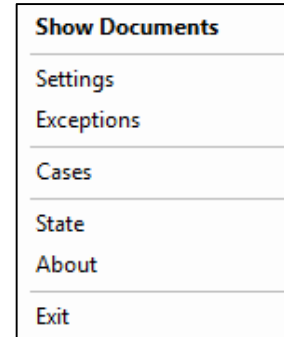 Show Documents
Settings
Exceptions
Cases
State
About
Exit